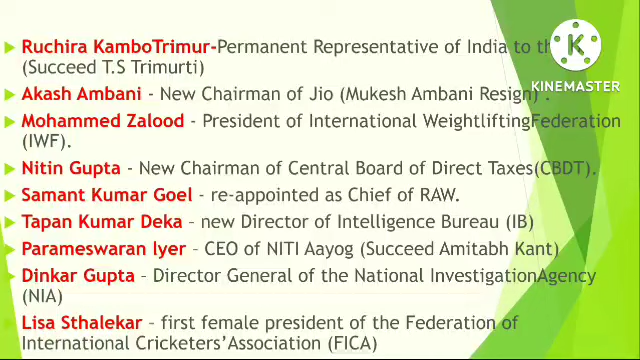 Ruchira KamboTrimur-Permanent Representative of India to th
(Succeed T.S Trimurti)
Akash Ambani - New Chairman of Jio (Mukesh Ambani Resign) .
Mohammed Zalood - President of International WeightliftingFederation
(IWF).
Nitin Gupta - New Chairman of Central Board of Direct Taxes(CBDT).
Samant Kumar Goel - re-appointed as Chief of RAW.
Tapan Kumar Deka – new Director of Intelligence Bureau (IB)
Parameswaran Iyer – CEO of NITI Aayog (Succeed Amitabh Kant)
Dinkar Gupta – Director General of the National InvestigationAgency
(NIA)
Lisa Sthalekar – first female president of the Federation of
International Cricketers’Association (FICA)
K
KINEMASTER